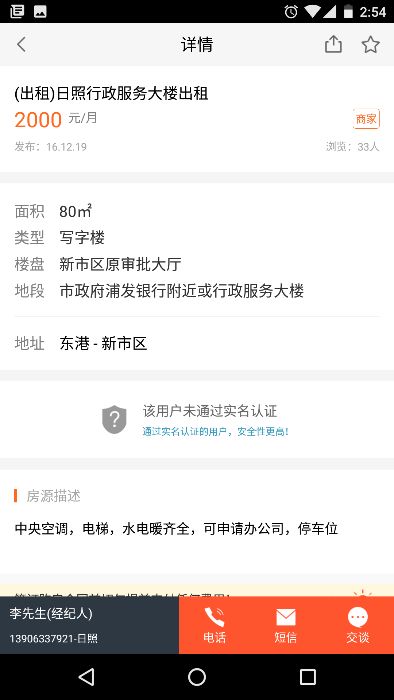 2:54
详情
(出租)日照行政服务大楼出租
2000 元/月
商家
发布：16.12.19
浏览：33人
面积 80㎡
类型 写字楼
楼盘 新市区原审批大厅
地段 市政府浦发银行附近或行政服务大楼
地址 东港 - 新市区
该用户未通过实名认证
通过实名认证的用户，安全性更高!
房源描述
中央空调，电梯，水电暖齐全，可申请办公司，停车位
李先生(经纪人)
13906337921-日照
电话
短信
交谈